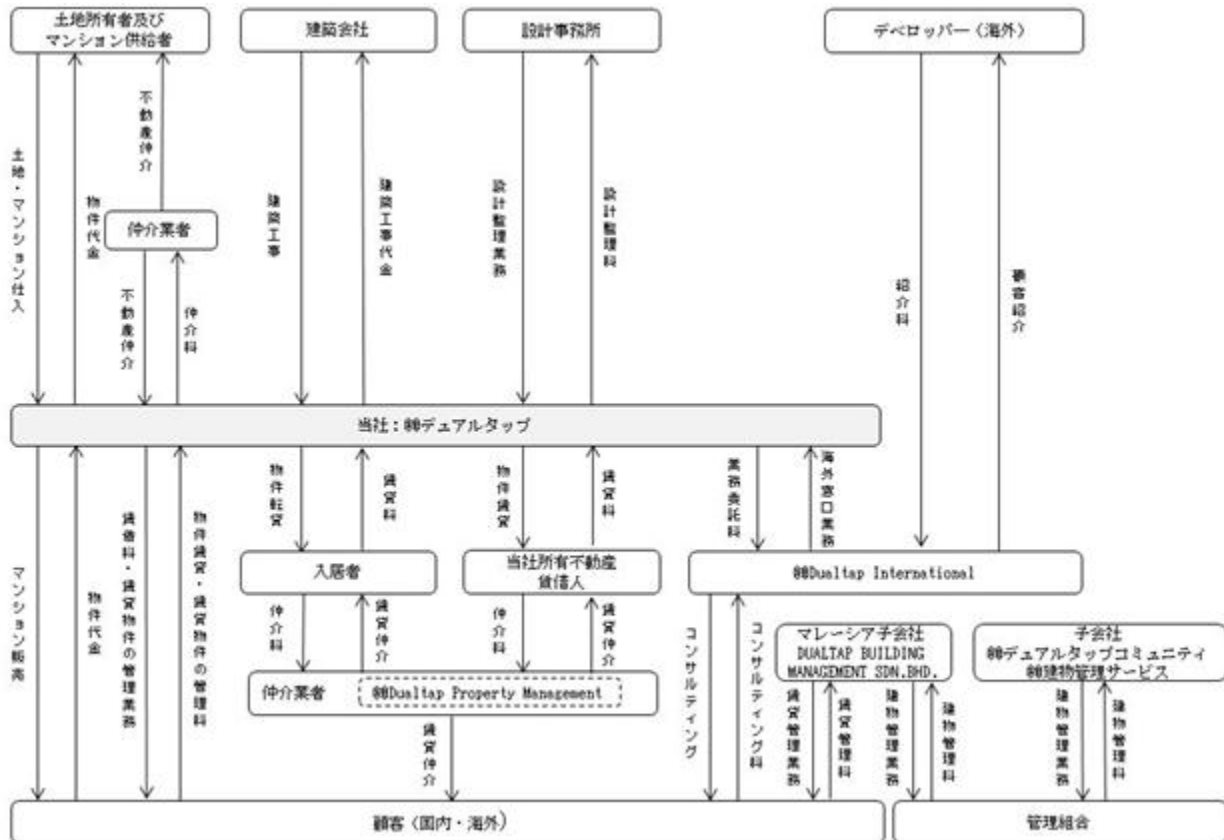 土地所有者及び
マンション供給者
建築会社
設計事務所
デベロッパー（海外）
土地・マンション仕入
物件代金
不動産仲介
仲介業者
不動産仲介
仲介料
建築工事
建築工事代金
設計監理業務
設計監理料
紹介料
顧客紹介
当社：㈱デュアルタップ
マンション販売
物件代金
賃借料・賃貸物件の管理業務
物件賃貸・賃貸物件の管理料
物件転貸
賃貸料
物件賃貸
賃貸料
業務委託料
海外窓口業務
入居者
当社所有不動産
賃借人
㈱Dualtap International
仲介料
賃貸仲介
仲介料
賃貸仲介
コンサルティング
コンサルティング料
マレーシア子会社
DUALTAP BUILDING
MANAGEMENT SDN.BHD.
子会社
㈱デュアルタップコミュニティ
㈱建物管理サービス
仲介業者
㈱Dualtap Property Management
賃貸仲介
賃貸管理業務
賃貸管理料
建物管理業務
建物管理料
建物管理業務
建物管理料
顧客（国内・海外）
管理組合